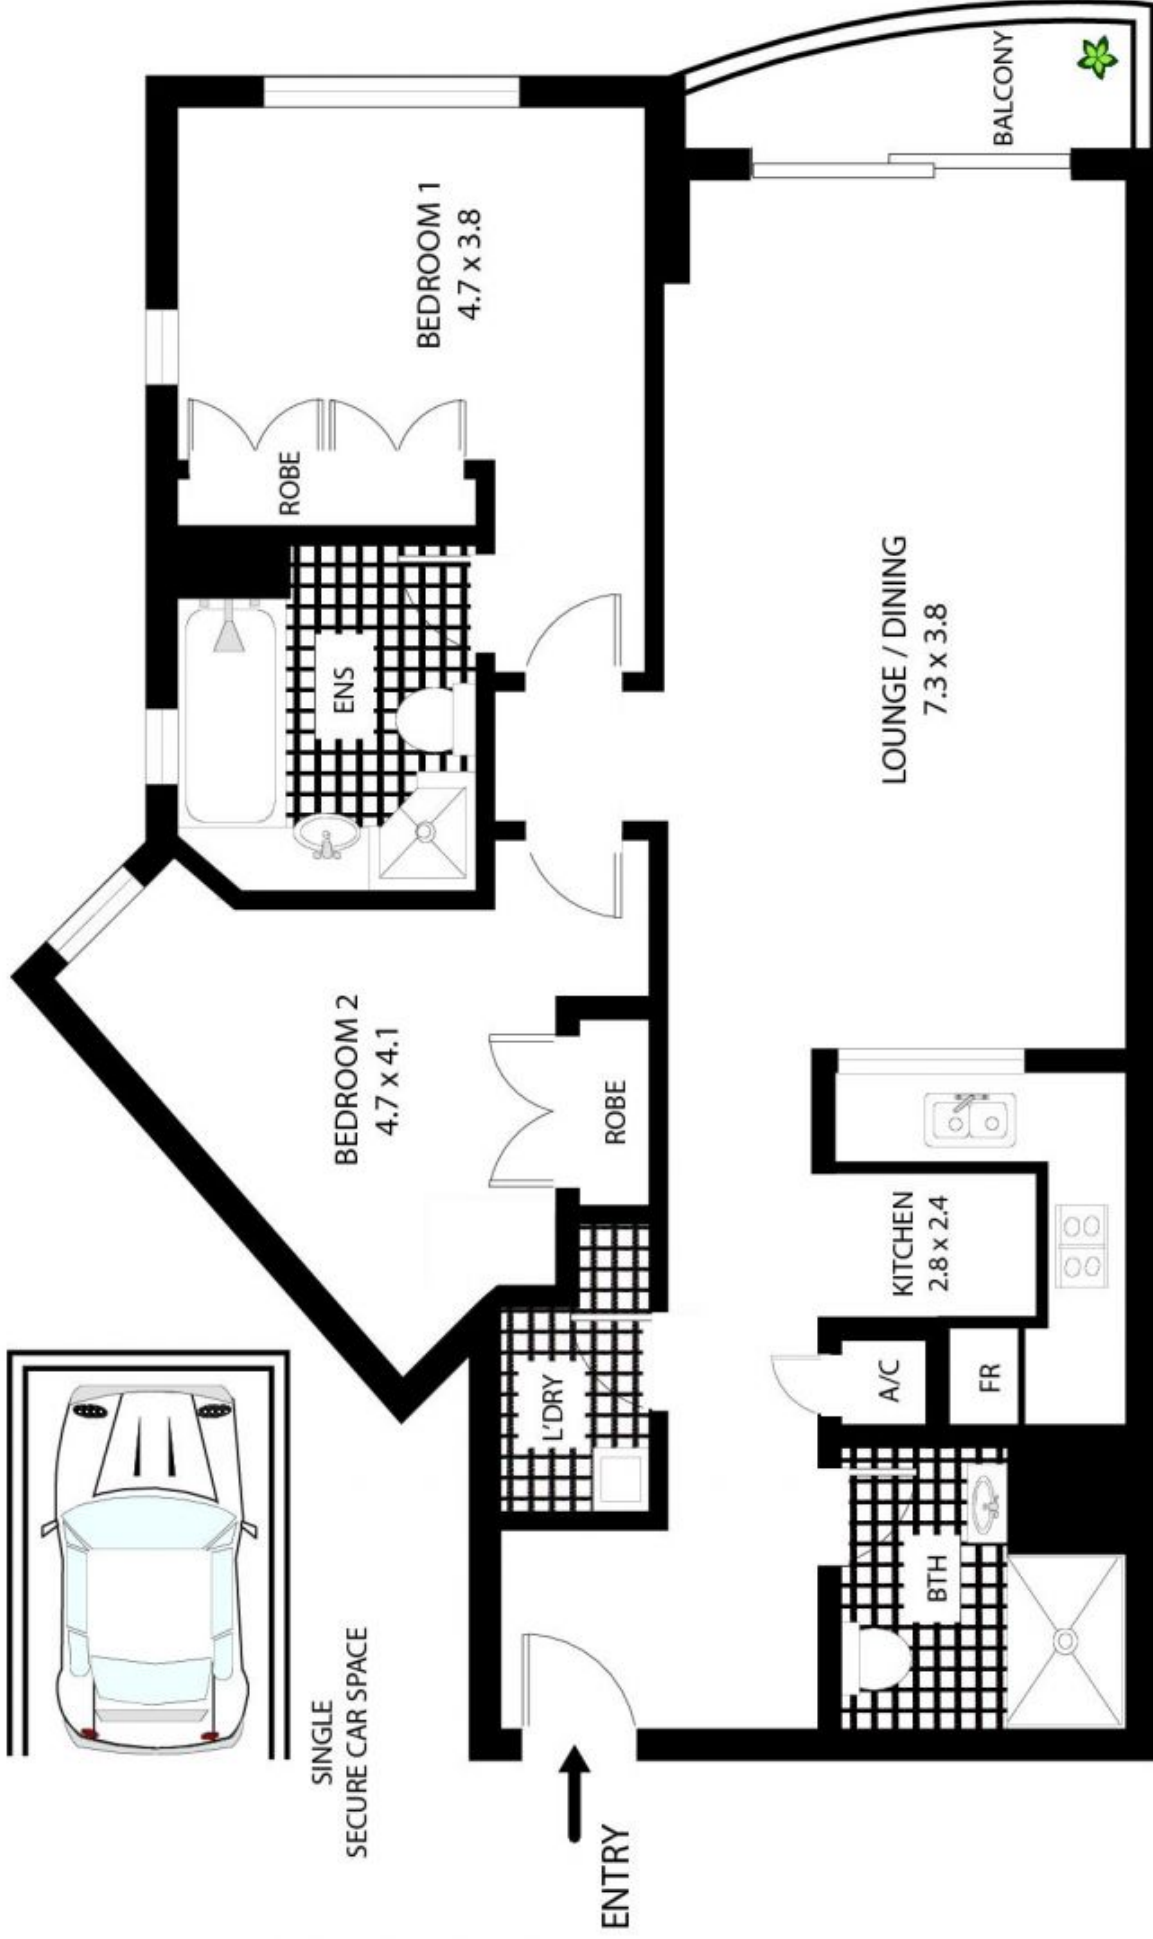 SINGLE
SECURE CAR SPACE
BEDROOM 2
4.7 x 4.1
ENS
ROBE
BEDROOM 1
4.7 x 3.8
ENTRY
L'DRY
ROBE
BTH
A/C
FR
KITCHEN
2.8 x 2.4
LOUNGE / DINING
7.3 x 3.8
BALCONY